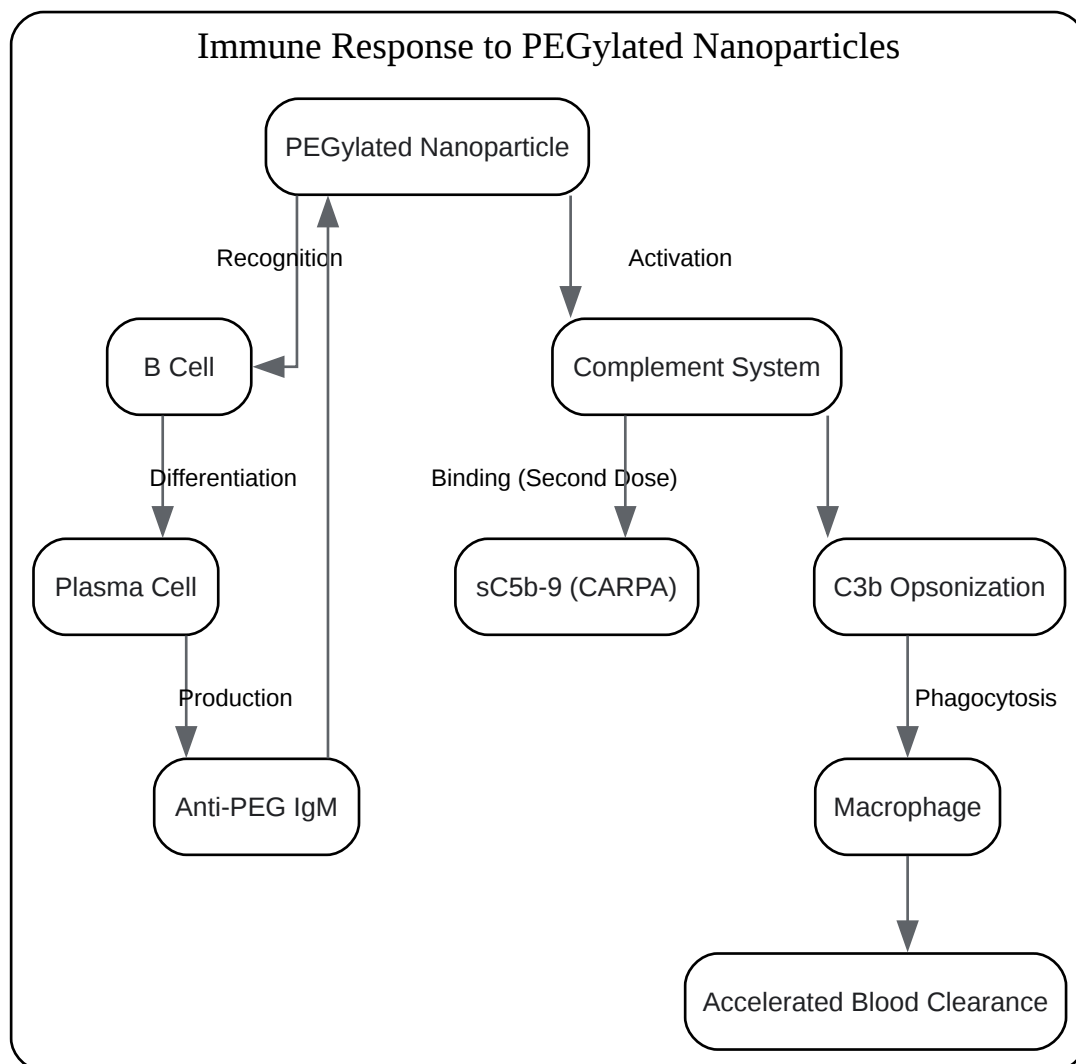 Immune Response to PEGylated Nanoparticles
PEGylated Nanoparticle
Recognition
Activation
B Cell
Complement System
Differentiation
Binding (Second Dose)
Plasma Cell
sC5b-9 (CARPA)
C3b Opsonization
Production
Phagocytosis
Anti-PEG IgM
Macrophage
Accelerated Blood Clearance